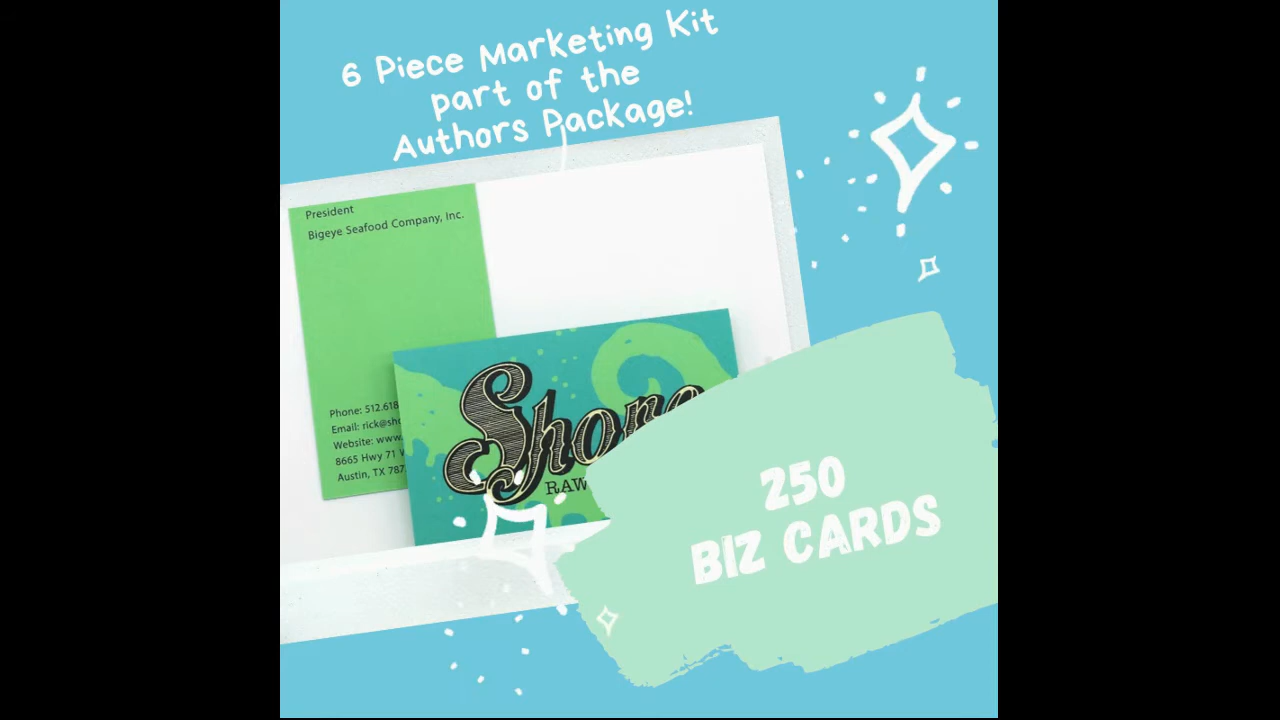 6 Piece Marketing Kit
part of the
Authors Package!
President
Bigeye Seafood Company, Inc.
Phone: 512.618
Email: rick@sho
Website: www.
8665 Hwy 71 W
Austin, TX 787
RAW
250
BIZ CARDS